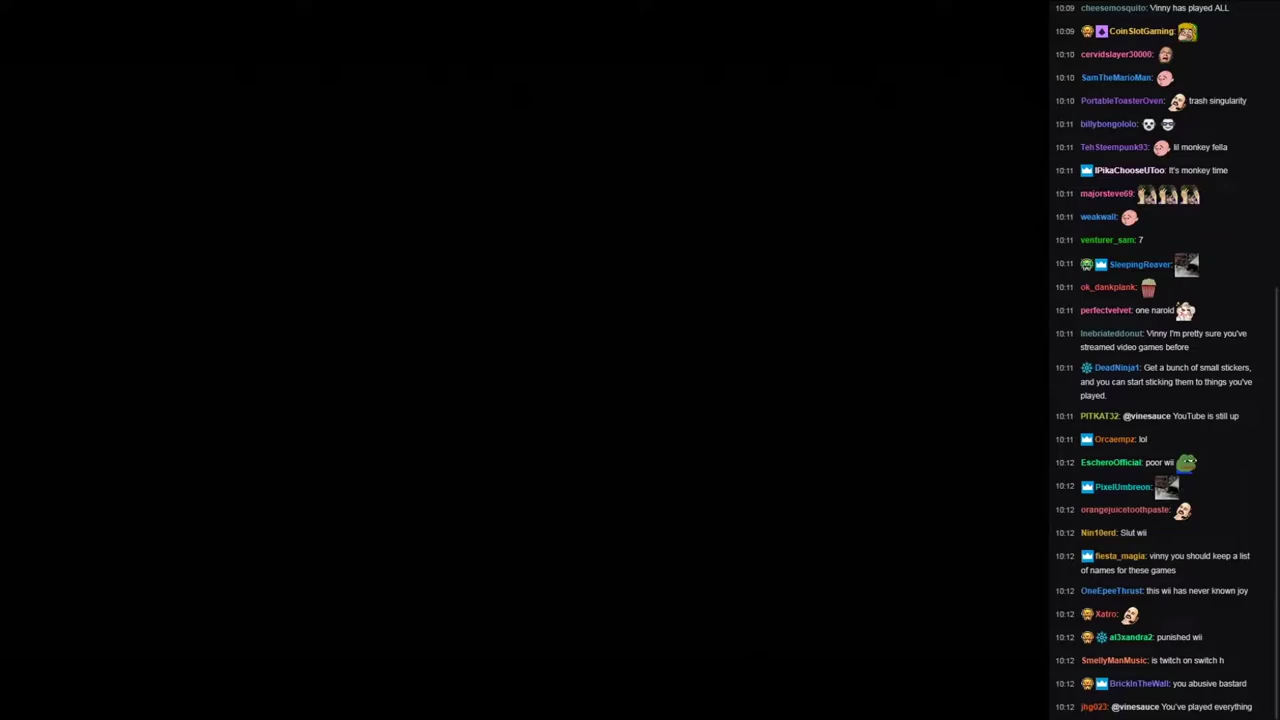 10:09 cheesemosquito: Vinny has played ALL
10:09 CoinSlotGaming:
10:10 cervidslayer30000:
10:10 SamTheMarioMan:
10:10 PortableToasterOven: trash singularity
10:11 billybongololo:
10:11 TehSteempunk93: lil monkey fella
10:11 IPikaChooseUToo: It's monkey time
10:11 majorsteve69:
10:11 weakwall:
10:11 venturer_sam: 7
10:11 SleepingReaver:
10:11 ok_dankplank:
10:11 perfectvelvet: one narold
10:11 Inebriateddonut: Vinny I'm pretty sure you've
streamed video games before
10:11 DeadNinja1: Get a bunch of small stickers,
and you can start sticking them to things you've
played.
10:11 PITKAT32: @vinesauce YouTube is still up
10:11 Orcaempz: lol
10:12 EscheroOfficial: poor wii
10:12 PixelUmbreon:
10:12 orangejuicetoothpaste:
10:12 Nin10erd: Slut wii
10:12 fiesta_magia: vinny you should keep a list
of names for these games
10:12 OneEpeeThrust: this wii has never known joy
10:12 Xatro:
10:12 al3xandra2: punished wii
10:12 SmellyManMusic: is twitch on switch h
10:12 BrickInTheWall: you abusive bastard
10:12 jhg023: @vinesauce You've played everything